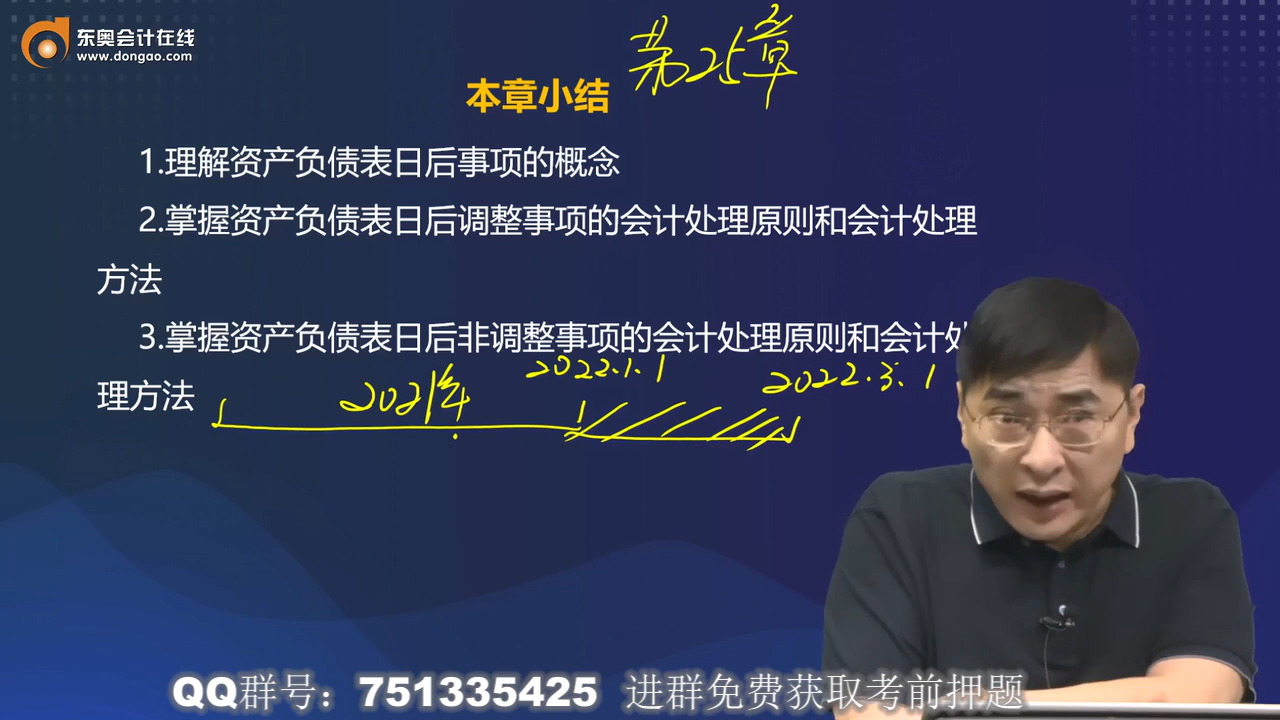 东奥会计在线
www.dongao.com
第25章
本章小结
1.理解资产负债表日后事项的概念
2.掌握资产负债表日后调整事项的会计处理原则和会计处理
方法
3.掌握资产负债表日后非调整事项的会计处理原则和会计处
理方法
2021年
2022.1.1
2022.3.1
QQ群号：751335425 进群免费获取考前押题